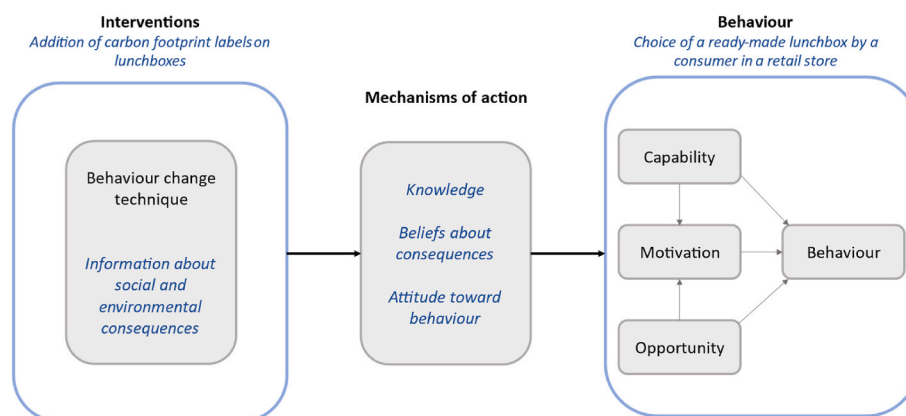 Interventions
Addition of carbon footprint labels on
lunchboxes
Behaviour change
technique
Information about
social and
environmental
consequences
Mechanisms of action
Knowledge
Beliefs about
consequences
Attitude toward
behaviour
Behaviour
Choice of a ready-made lunchbox by a
consumer in a retail store
Capability
Motivation
Behaviour
Opportunity